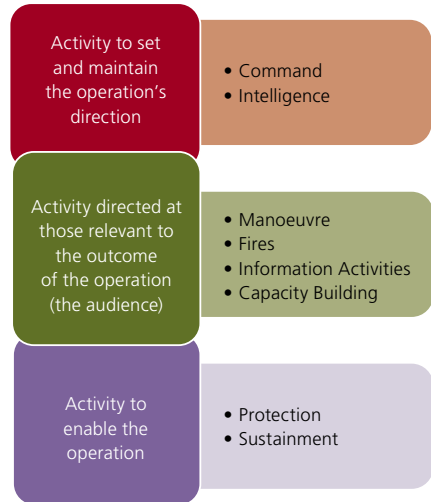 Activity to set
and maintain
the operation's
direction
• Command
• Intelligence
Activity directed at
those relevant to
the outcome
of the operation
(the audience)
• Manoeuvre
• Fires
• Information Activities
• Capacity Building
Activity to
enable the
operation
• Protection
• Sustainment